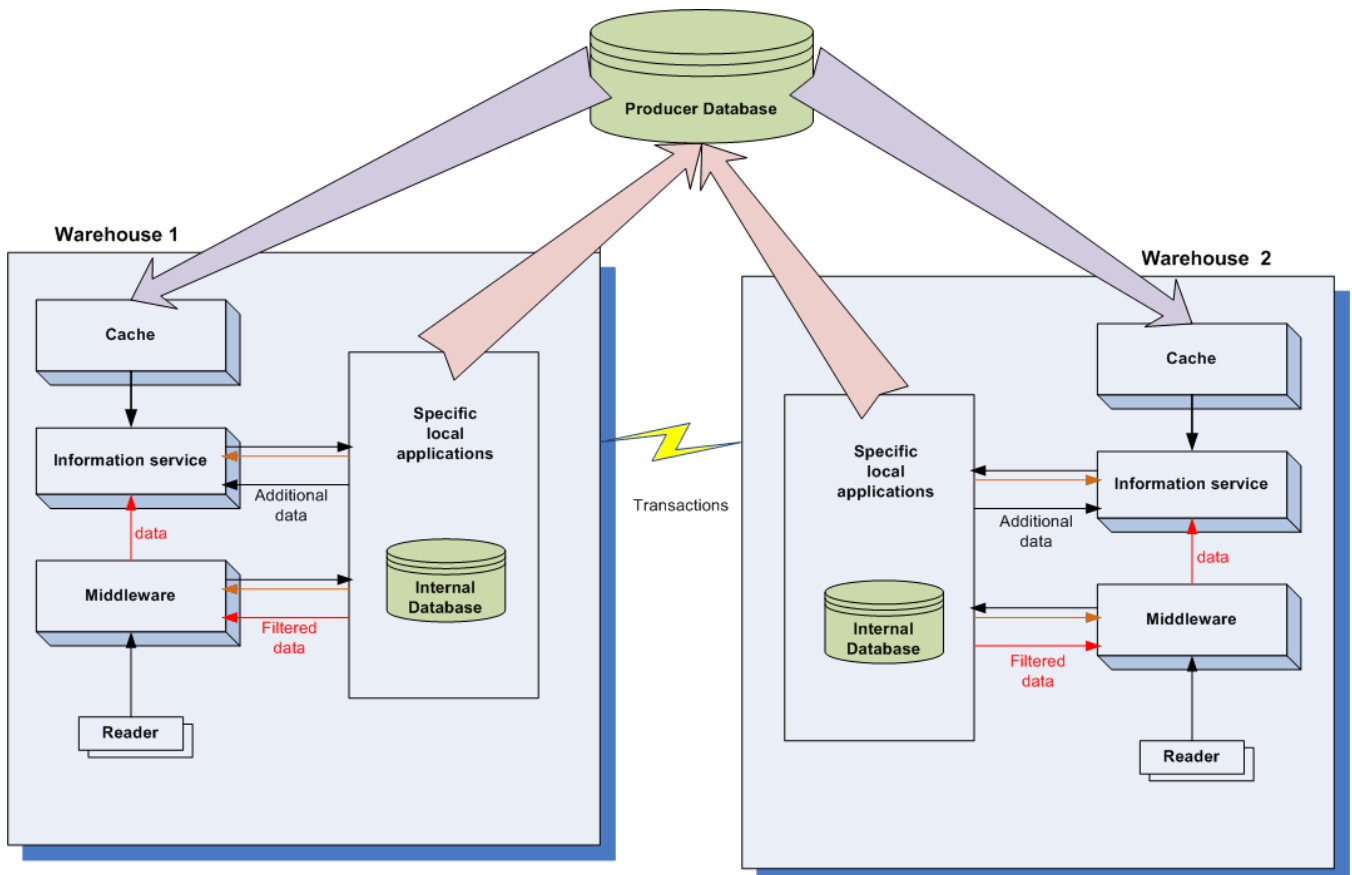 Producer Database
Warehouse 1
Cache
Information service
Additional
data
data
Middleware
Filtered
data
Reader
Specific
local
applications
Internal
Database
Transactions
Warehouse  2
Specific
local
applications
Internal
Database
Cache
Information service
Additional
data
data
Middleware
Filtered
data
Reader